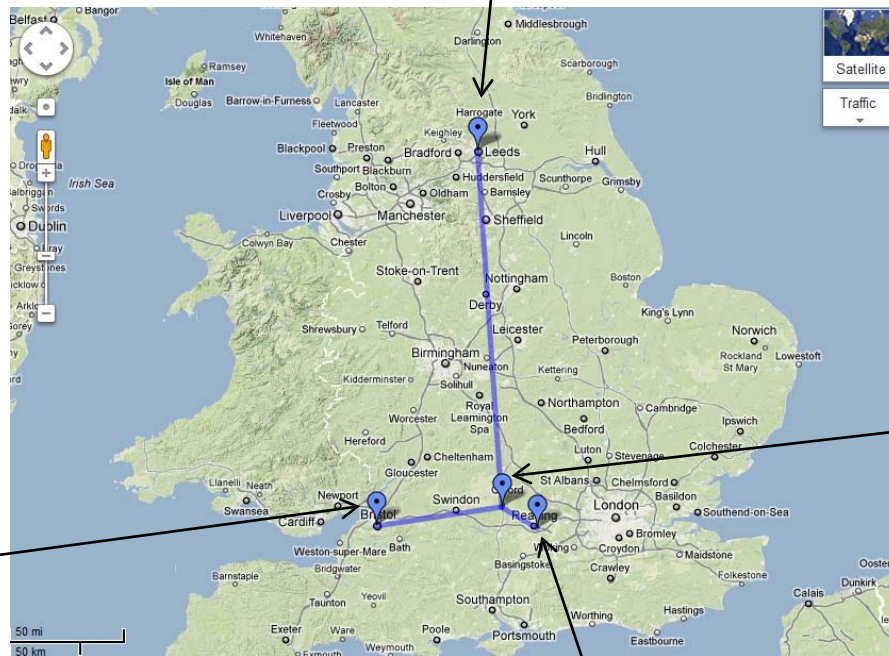 Belfast
Bangor
Middlesbrough
Whitehaven
Darlington
Satellite
Scarborough
Ramsey
Isle of Man
Douglas
Barrow-in-Furness
Lancaster
Harrogate
York
Bridlington
Traffic
Fleetwood
Keighley
Blackpool
Preston
Bradford
Leeds
Hull
Irish Sea
Southport
Blackburn
Huddersfield
Bolton
Oldham
Barnsley
Scunthorpe
Grimsby
Crosby
Liverpool
Manchester
Sheffield
Dublin
Colwyn Bay
Chester
Lincoln
Greystones
Stoke-on-Trent
Nottingham
Boston
Derby
King's Lynn
Shrewsbury
Telford
Leicester
Norwich
Peterborough
Birmingham
Nuneaton
Rockland
St Mary
Lowestoft
Kidderminster
Solihull
Kettering
Royal
Leamington
Spa
Northampton
Cambridge
Worcester
Bedford
Ipswich
Hereford
Cheltenham
Luton
Stevenage
Colchester
Gloucester
St Albans
Chelmsford
Llanelli
Neath
Newport
Swindon
Basildon
Swansea
Bristol
Reading
London
Southend-on-Sea
Cardiff
Bath
Bromley
Weston-super-Mare
Croydon
Maidstone
Basingstoke
Bridgwater
Crawley
Barnstaple
Folkestone
Taunton
Yeovil
Southampton
Calais
Dunkirk
50 mi
Worthing
Hastings
Exeter
Poole
Portsmouth
Eastbourne
50 km
Weymouth